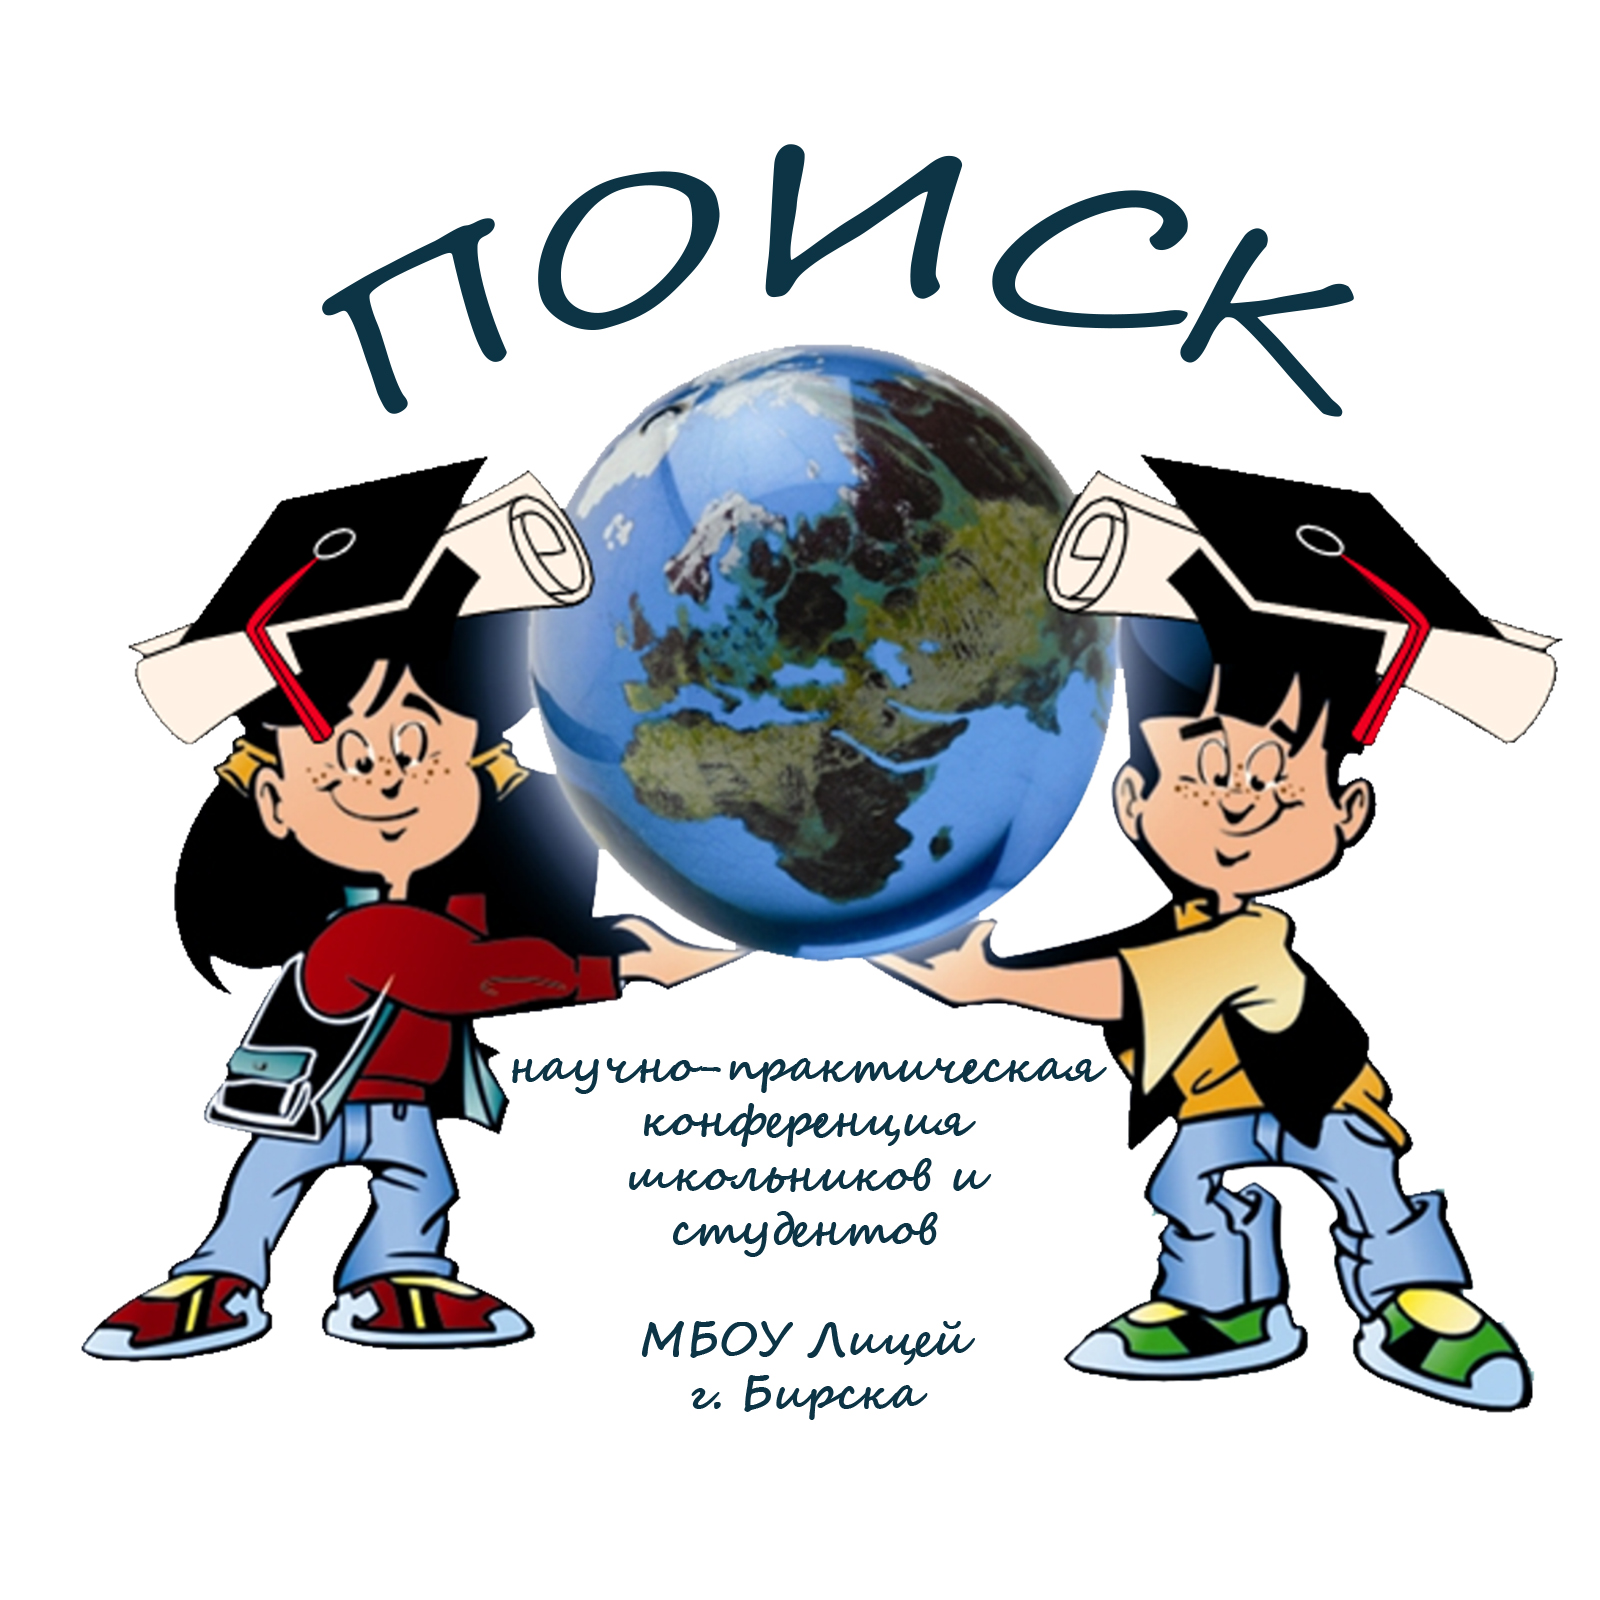 ПОИСК
научно-практическая
конференция
школьников и
студентов
МБОУ Лицей
г. Бирска